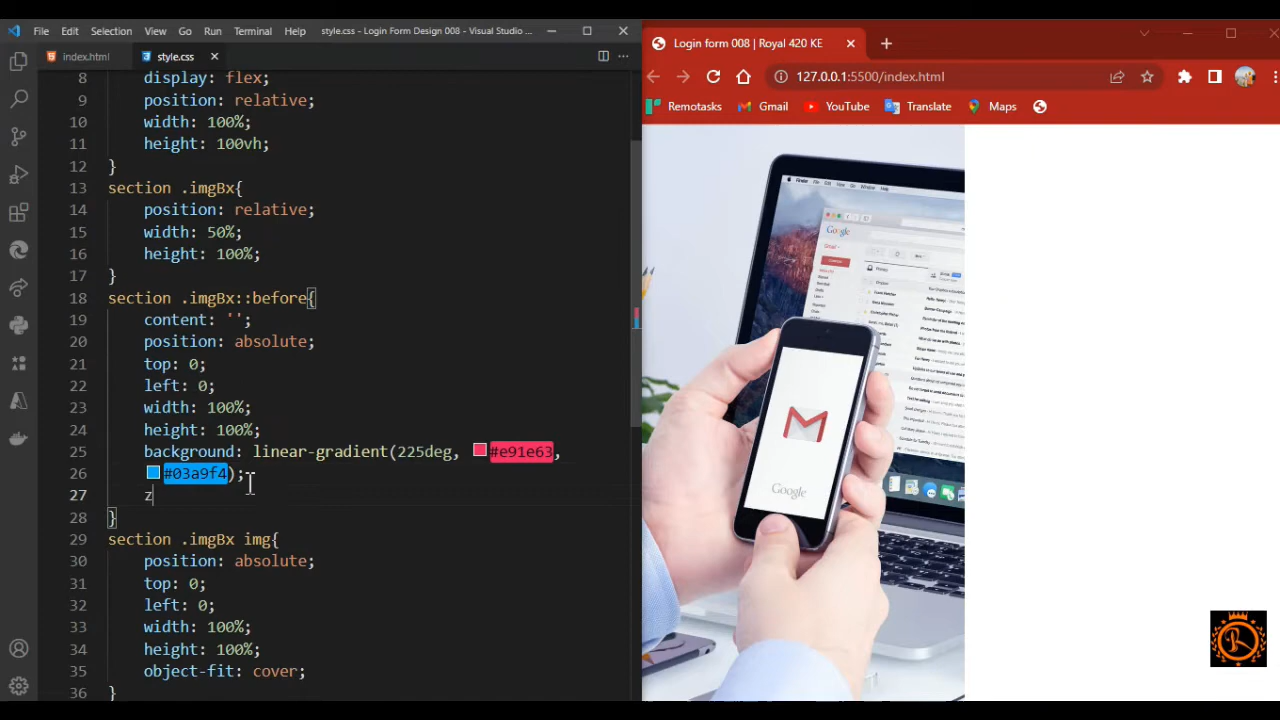 File Edit Selection View Go Run Terminal Help style.css - Login Form Design 008 - Visual Studio ...
index.html style.css
8 display: flex;
9 position: relative;
10 width: 100%;
11 height: 100vh;
12 }
13 section .imgBx{
14 position: relative;
15 width: 50%;
16 height: 100%;
17 }
18 section .imgBx::before{
19 content: '';
20 position: absolute;
21 top: 0;
22 left: 0;
23 width: 100%;
24 height: 100%;
25 background: linear-gradient(225deg, #e91e63,
26 #03a9f4);
27 z
28 }
29 section .imgBx img{
30 position: absolute;
31 top: 0;
32 left: 0;
33 width: 100%;
34 height: 100%;
35 object-fit: cover;
36 }
Login form 008 | Royal 420 KE
127.0.0.1:5500/index.html
Remotasks Gmail YouTube Translate Maps
Google
Google
R